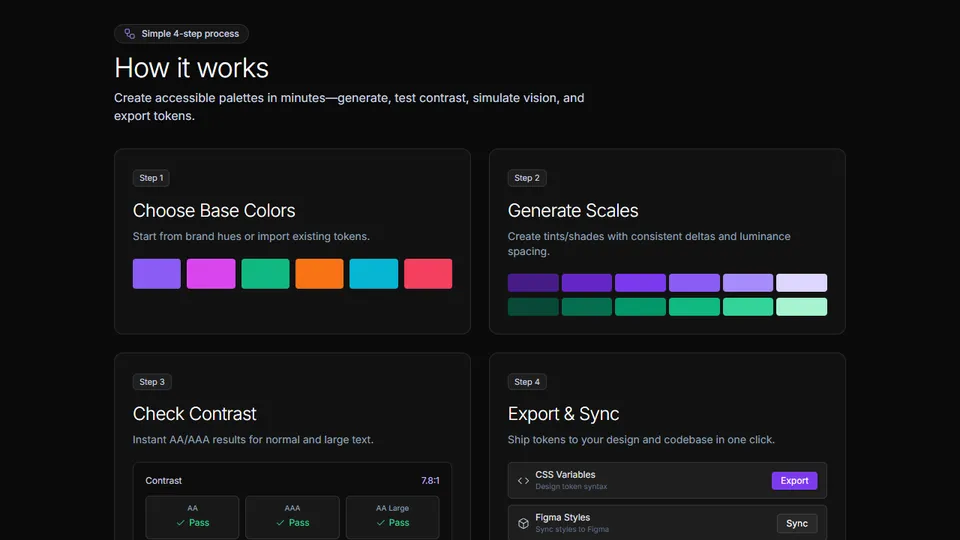 Simple 4-step process
How it works
Create accessible palettes in minutes—generate, test contrast, simulate vision, and
export tokens.
Step 1
Choose Base Colors
Start from brand hues or import existing tokens.
Step 2
Generate Scales
Create tints/shades with consistent deltas and luminance
spacing.
Step 3
Check Contrast
Instant AA/AAA results for normal and large text.
Contrast 7.8:1
AA AAA AA Large
Pass Pass Pass
Step 4
Export & Sync
Ship tokens to your design and codebase in one click.
CSS Variables
Design token syntax
Export
Figma Styles
Sync styles to Figma
Sync